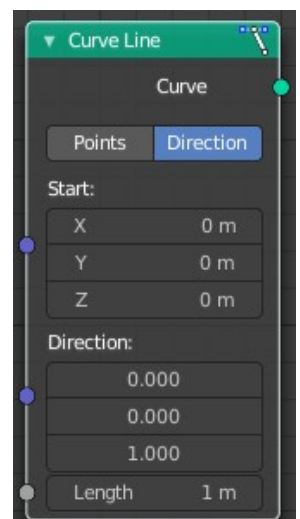 Curve Line
Curve
Points Direction
Start:
X 0 m
Y 0 m
Z 0 m
Direction:
0.000
0.000
1.000
Length 1 m